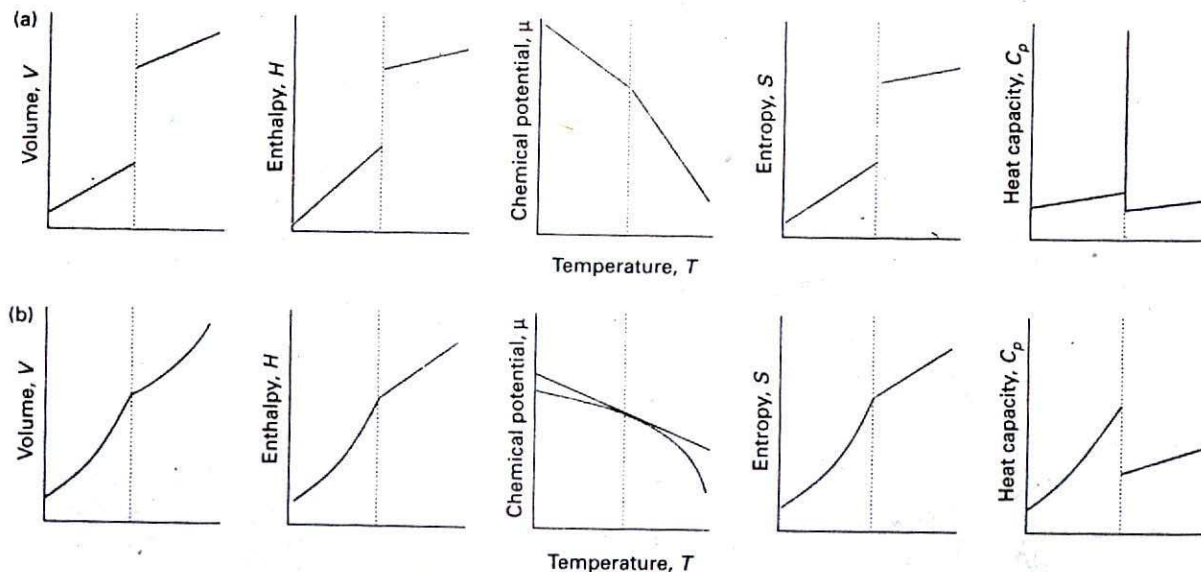 (a)
Volume, V
Enthalpy, H
Chemical potential, μ
Entropy, S
Heat capacity, Cₚ
Temperature, T
(b)
Volume, V
Enthalpy, H
Chemical potential, μ
Entropy, S
Heat capacity, Cₚ
Temperature, T